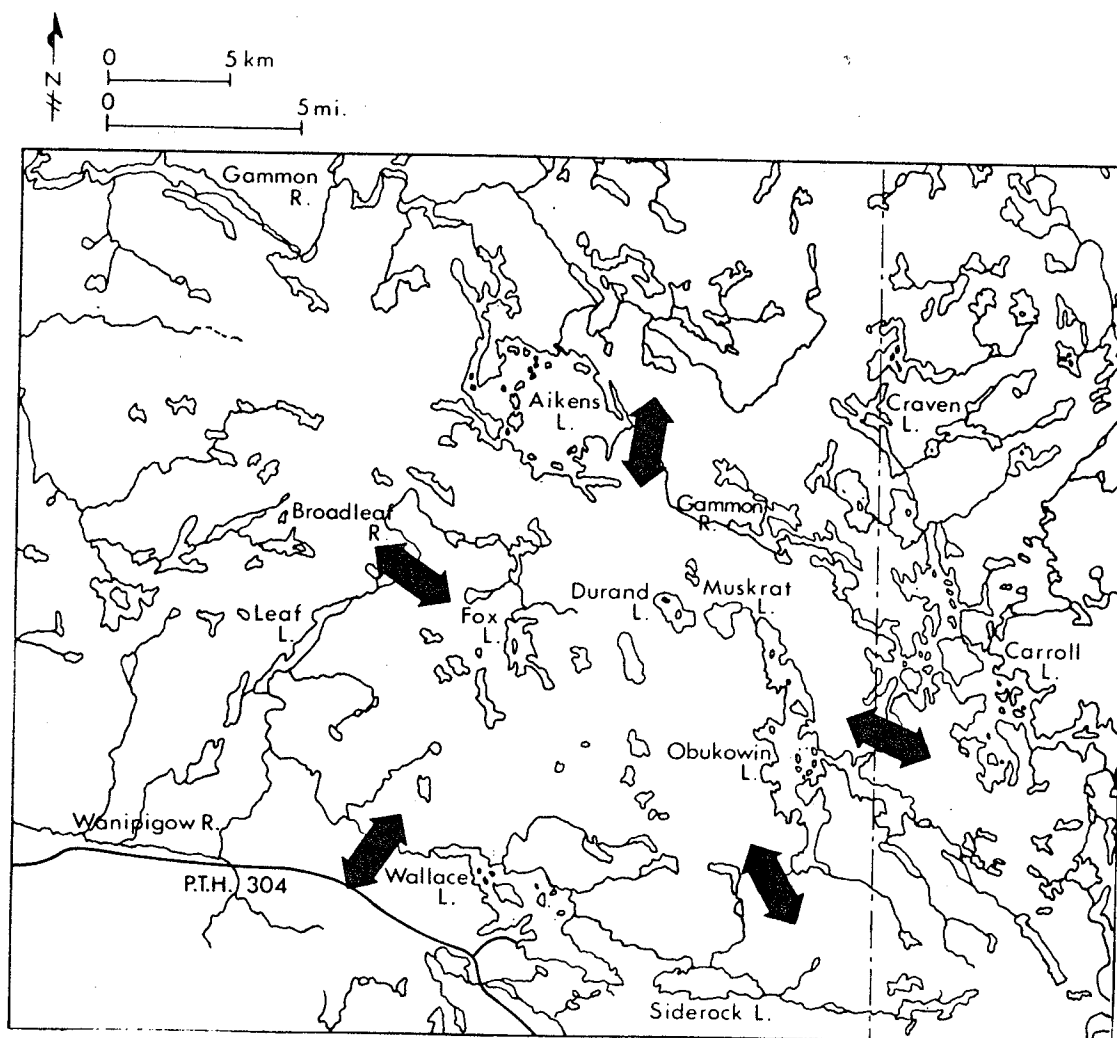 0 5 km
N
0 5 mi.
Gammon
R.
Aikens
L.
Craven
L.
Broadleaf
R.
Gammon
R.
Durand
L.
Muskrat
L.
Leaf
L.
Fox
L.
Carroll
L.
Obukowin
L.
Wanipigow R.
P.T.H. 304
Wallace
L.
Siderock L.